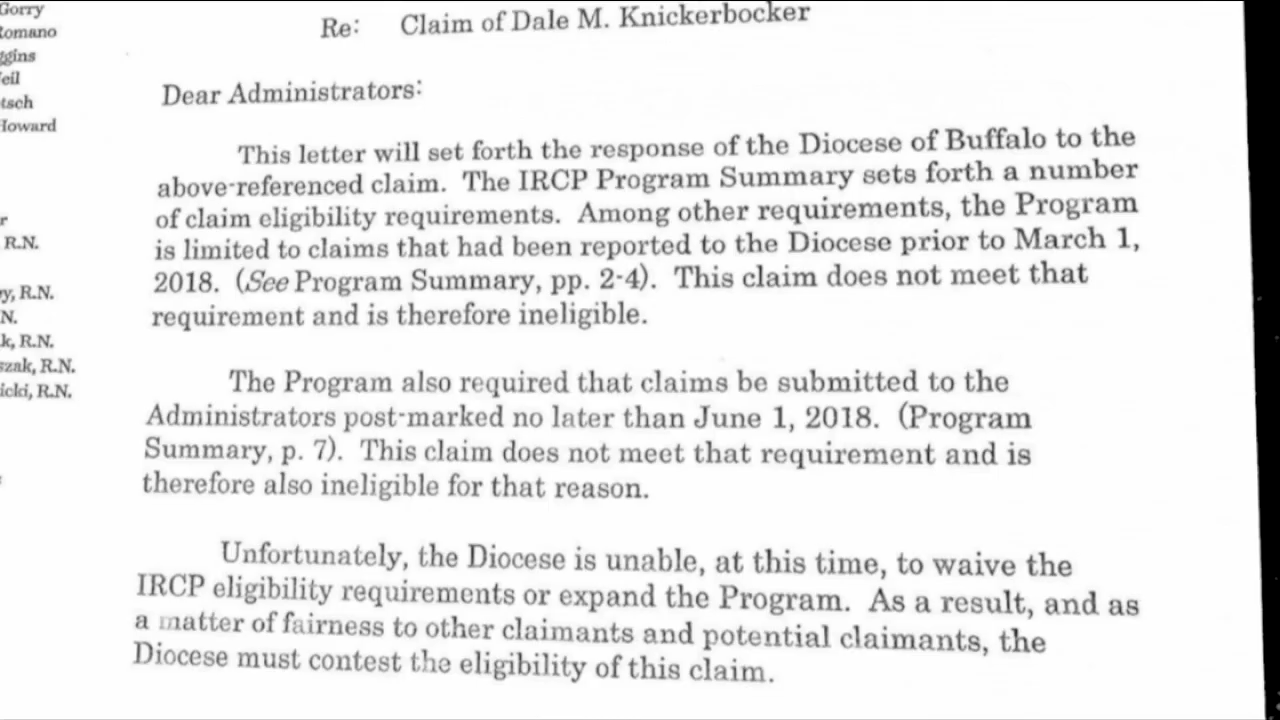 Gorry
Romano
ggins
eil
tsch
Howard
r
R.N.
y, R.N.
N.
k, R.N.
szak, R.N.
icki, R.N.
Re: Claim of Dale M. Knickerbocker
Dear Administrators:
This letter will set forth the response of the Diocese of Buffalo to the
above-referenced claim. The IRCP Program Summary sets forth a number
of claim eligibility requirements. Among other requirements, the Program
is limited to claims that had been reported to the Diocese prior to March 1,
2018. (See Program Summary, pp. 2-4). This claim does not meet that
requirement and is therefore ineligible.
The Program also required that claims be submitted to the
Administrators post-marked no later than June 1, 2018. (Program
Summary, p. 7). This claim does not meet that requirement and is
therefore also ineligible for that reason.
Unfortunately, the Diocese is unable, at this time, to waive the
IRCP eligibility requirements or expand the Program. As a result, and as
a matter of fairness to other claimants and potential claimants, the
Diocese must contest the eligibility of this claim.